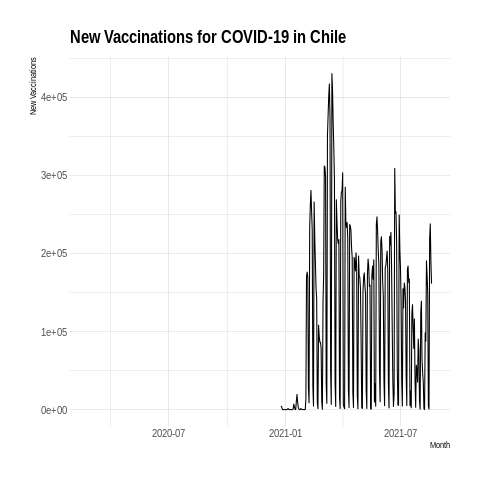 New Vaccinations for COVID-19 in Chile
New Vaccinations
4e+05
3e+05
2e+05
1e+05
0e+00
2020-07
2021-01
2021-07
Month